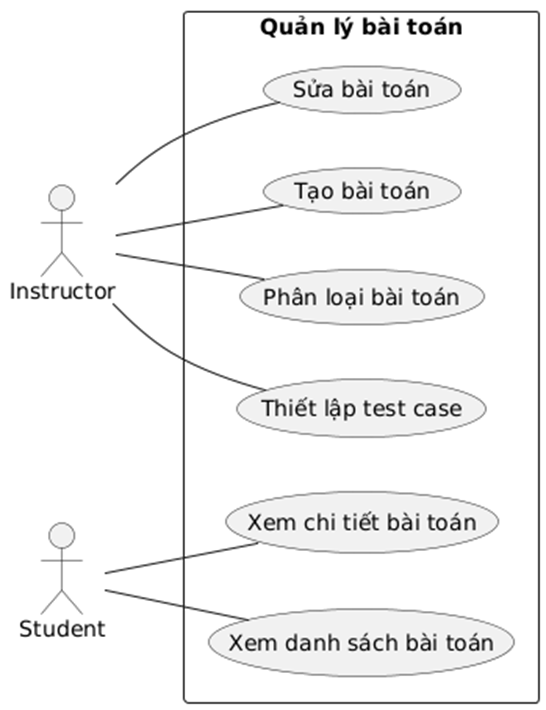 Quản lý bài toán
Sửa bài toán
Tạo bài toán
Instructor
Phân loại bài toán
Thiết lập test case
Xem chi tiết bài toán
Student
Xem danh sách bài toán